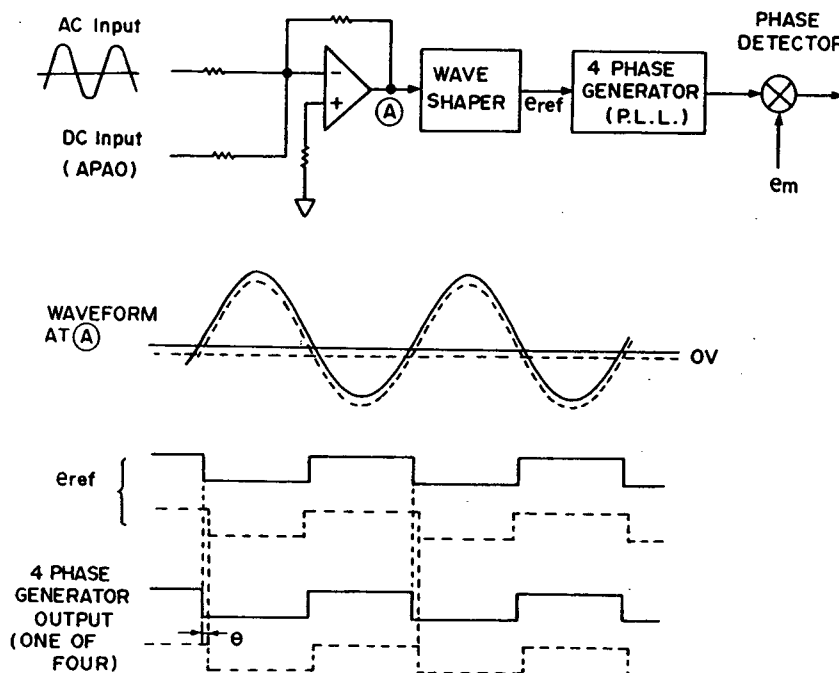 AC Input
DC Input
(APAO)
−
+
A
WAVE
SHAPER
eref
4 PHASE
GENERATOR
(P.L.L.)
PHASE
DETECTOR
em
WAVEFORM
AT A
OV
eref
4 PHASE
GENERATOR
OUTPUT
(ONE OF
FOUR)
θ